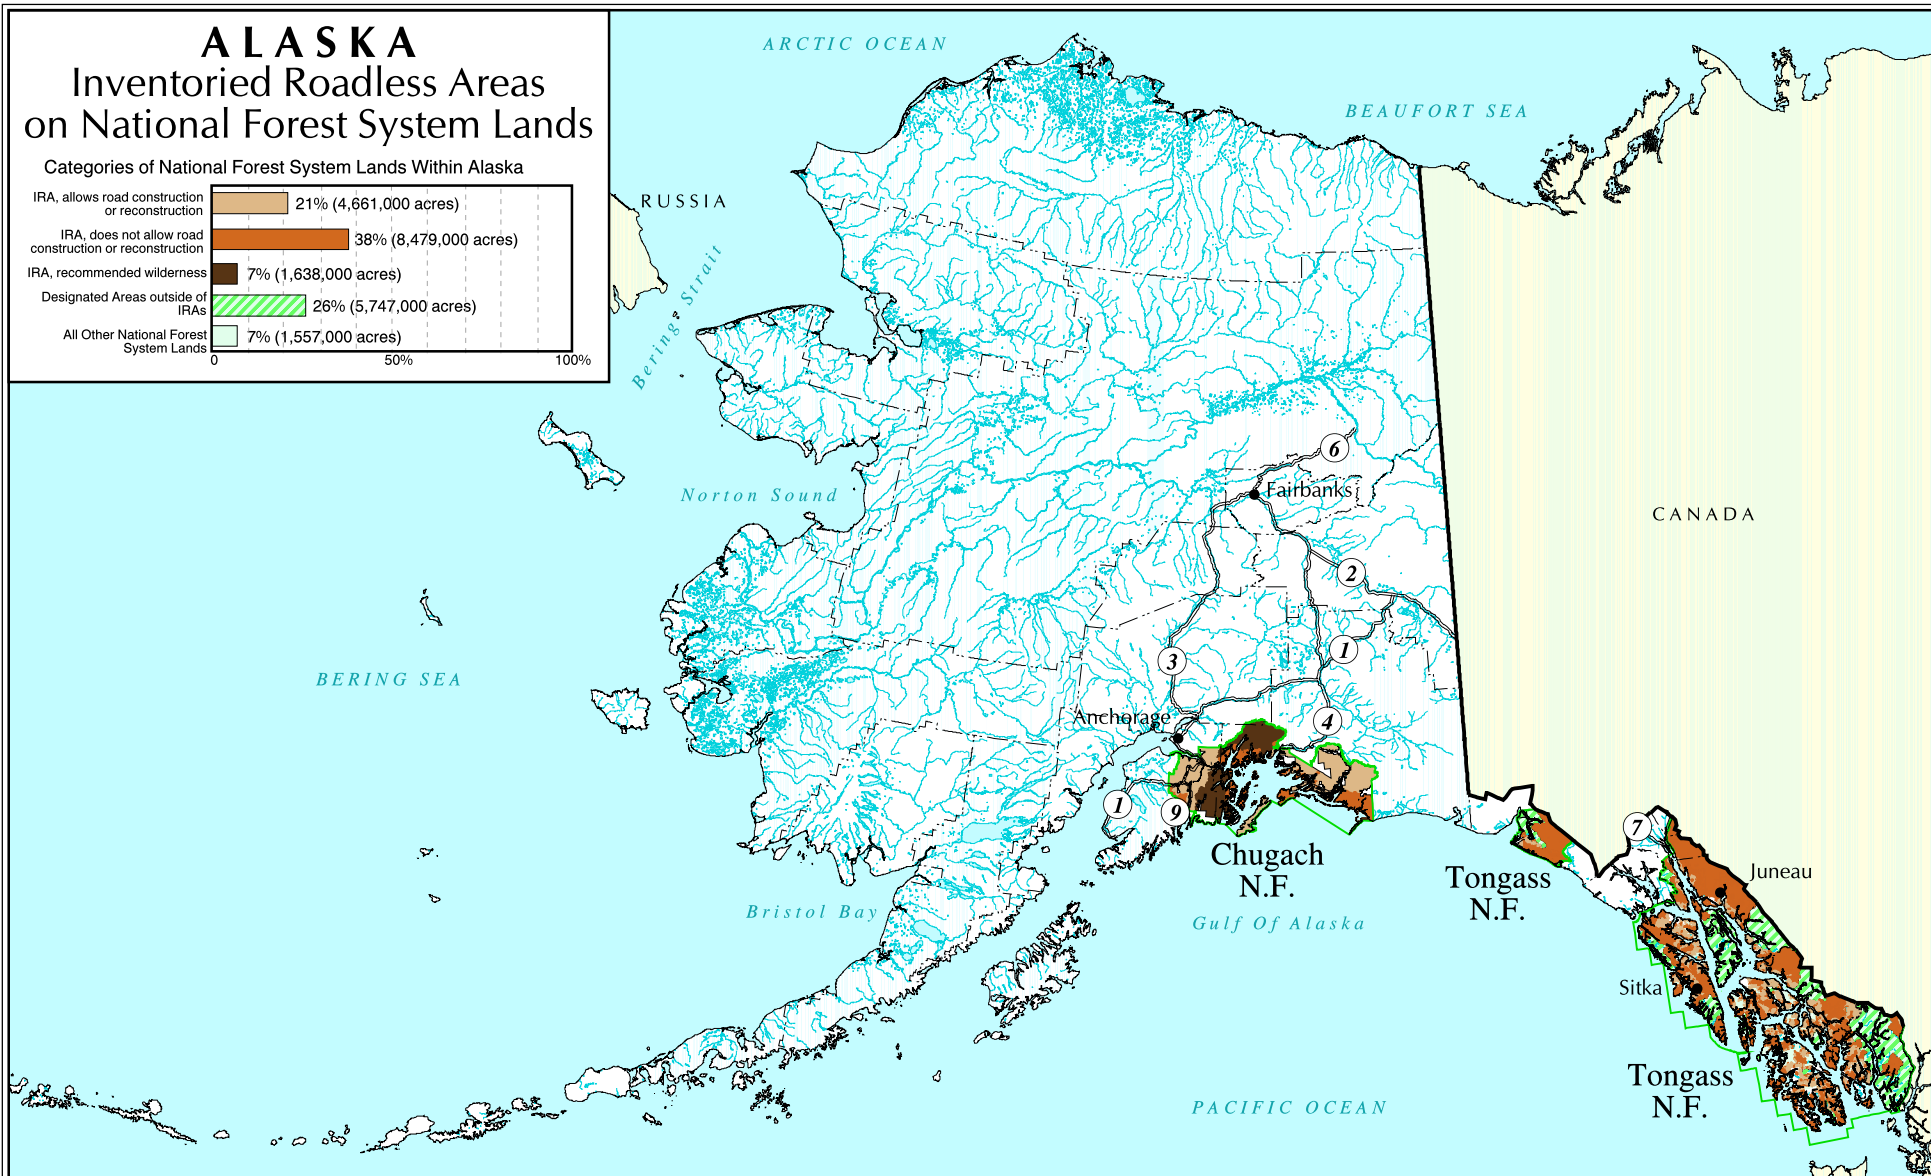 ALASKA
Inventoried Roadless Areas
on National Forest System Lands
Categories of National Forest System Lands Within Alaska
IRA, allows road construction
or reconstruction
21% (4,661,000 acres)
IRA, does not allow road
construction or reconstruction
38% (8,479,000 acres)
IRA, recommended wilderness
7% (1,638,000 acres)
Designated Areas outside of
IRAs
26% (5,747,000 acres)
All Other National Forest
System Lands
7% (1,557,000 acres)
0 50% 100%
ARCTIC OCEAN
BEAUFORT SEA
RUSSIA
Bering Strait
Norton Sound
6
Fairbanks
CANADA
2
1
3
BERING SEA
Anchorage
4
1
9
7
Chugach
N.F.
Tongass
N.F.
Juneau
Bristol Bay
Gulf Of Alaska
Sitka
Tongass
N.F.
PACIFIC OCEAN